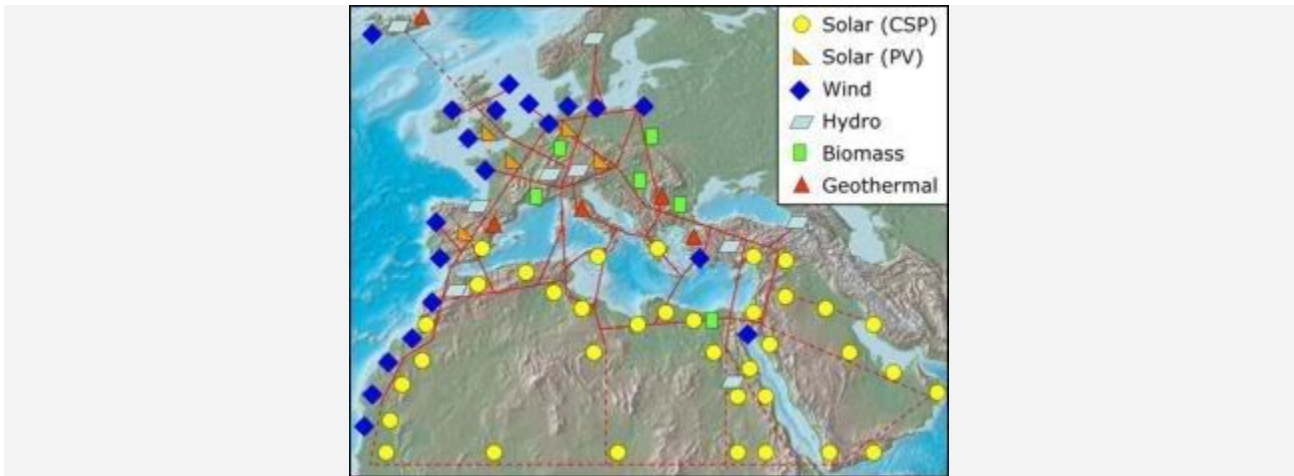 Solar (CSP)
Solar (PV)
Wind
Hydro
Biomass
Geothermal